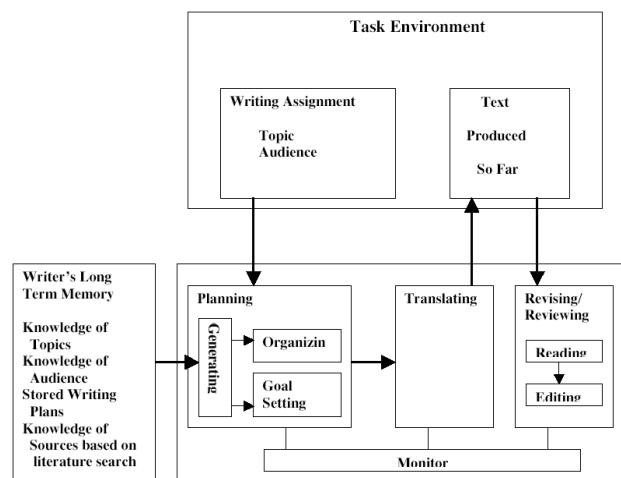 Task Environment
Writing Assignment
Topic
Audience
Text
Produced
So Far
Writer's Long
Term Memory
Knowledge of
Topics
Knowledge of
Audience
Stored Writing
Plans
Knowledge of
Sources based on
literature search
Planning
Generating
Organizin
Goal
Setting
Translating
Revising/
Reviewing
Reading
Editing
Monitor